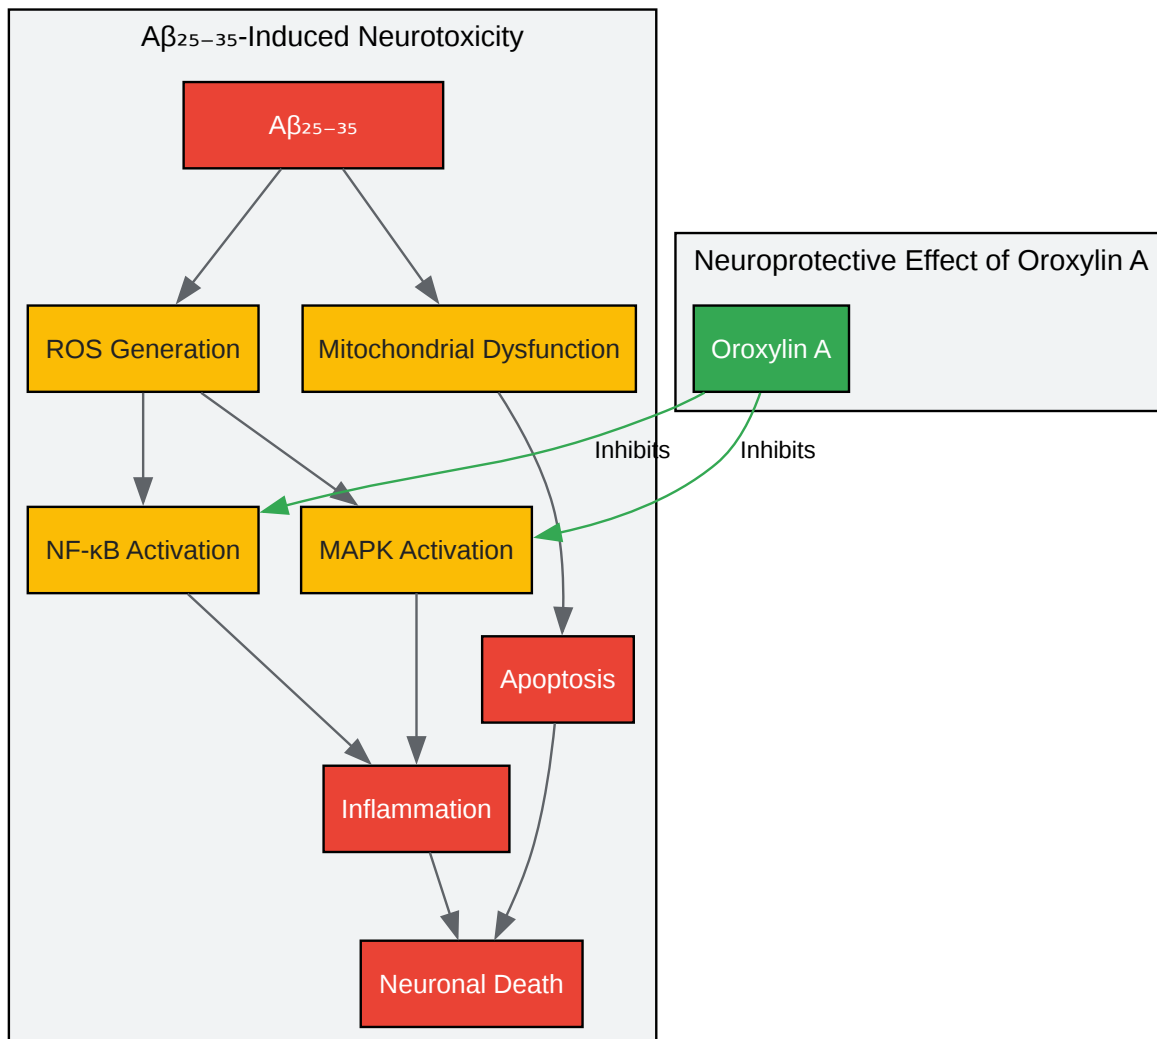 Aβ₂₅₋₃₅-Induced Neurotoxicity
Aβ₂₅₋₃₅
Neuroprotective Effect of Oroxylin A
ROS Generation
Mitochondrial Dysfunction
Oroxylin A
Inhibits
Inhibits
NF-κB Activation
MAPK Activation
Apoptosis
Inflammation
Neuronal Death